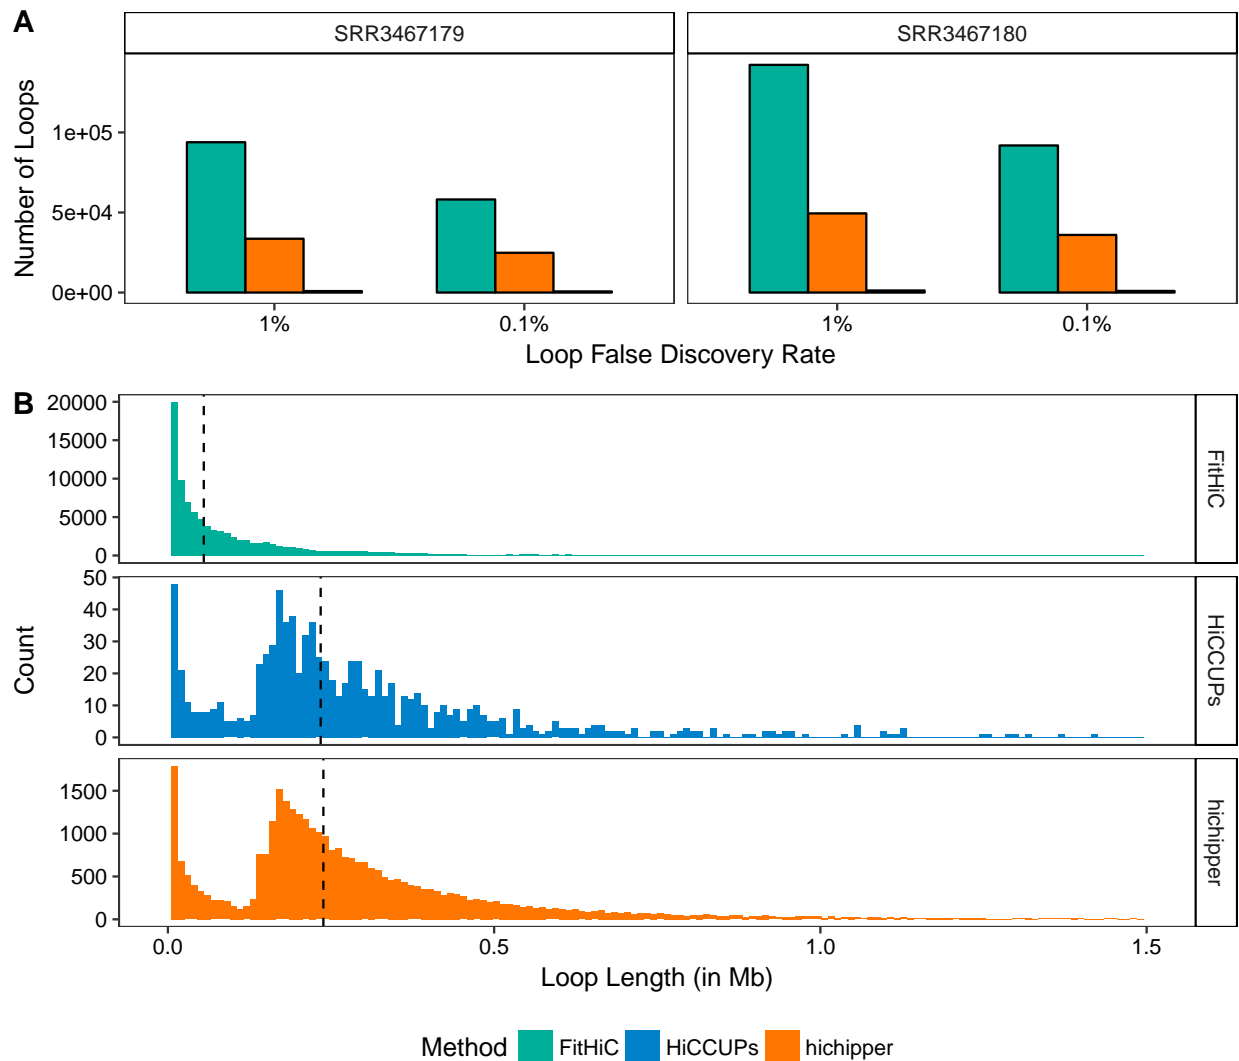 A
SRR3467179
SRR3467180
Number of Loops
1e+05
5e+04
0e+00
1%
0.1%
1%
0.1%
Loop False Discovery Rate
B
Count
20000
15000
10000
5000
0
FitHiC
50
40
30
20
10
0
HiCCUPs
1500
1000
500
0
hichipper
0.0
0.5
1.0
1.5
Loop Length (in Mb)
Method FitHiC HiCCUPs hichipper